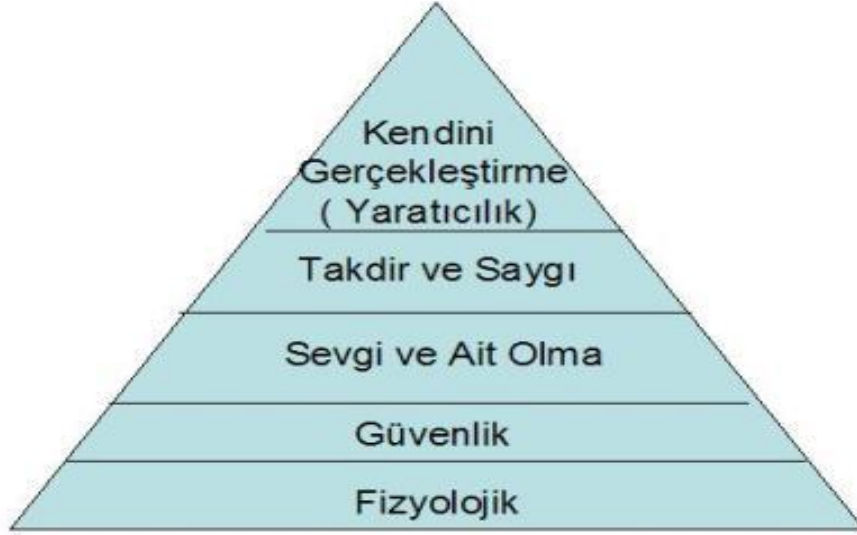 Kendini
Gerçekleştirme
( Yaratıcılık)
Takdir ve Saygı
Sevgi ve Ait Olma
Güvenlik
Fizyolojik